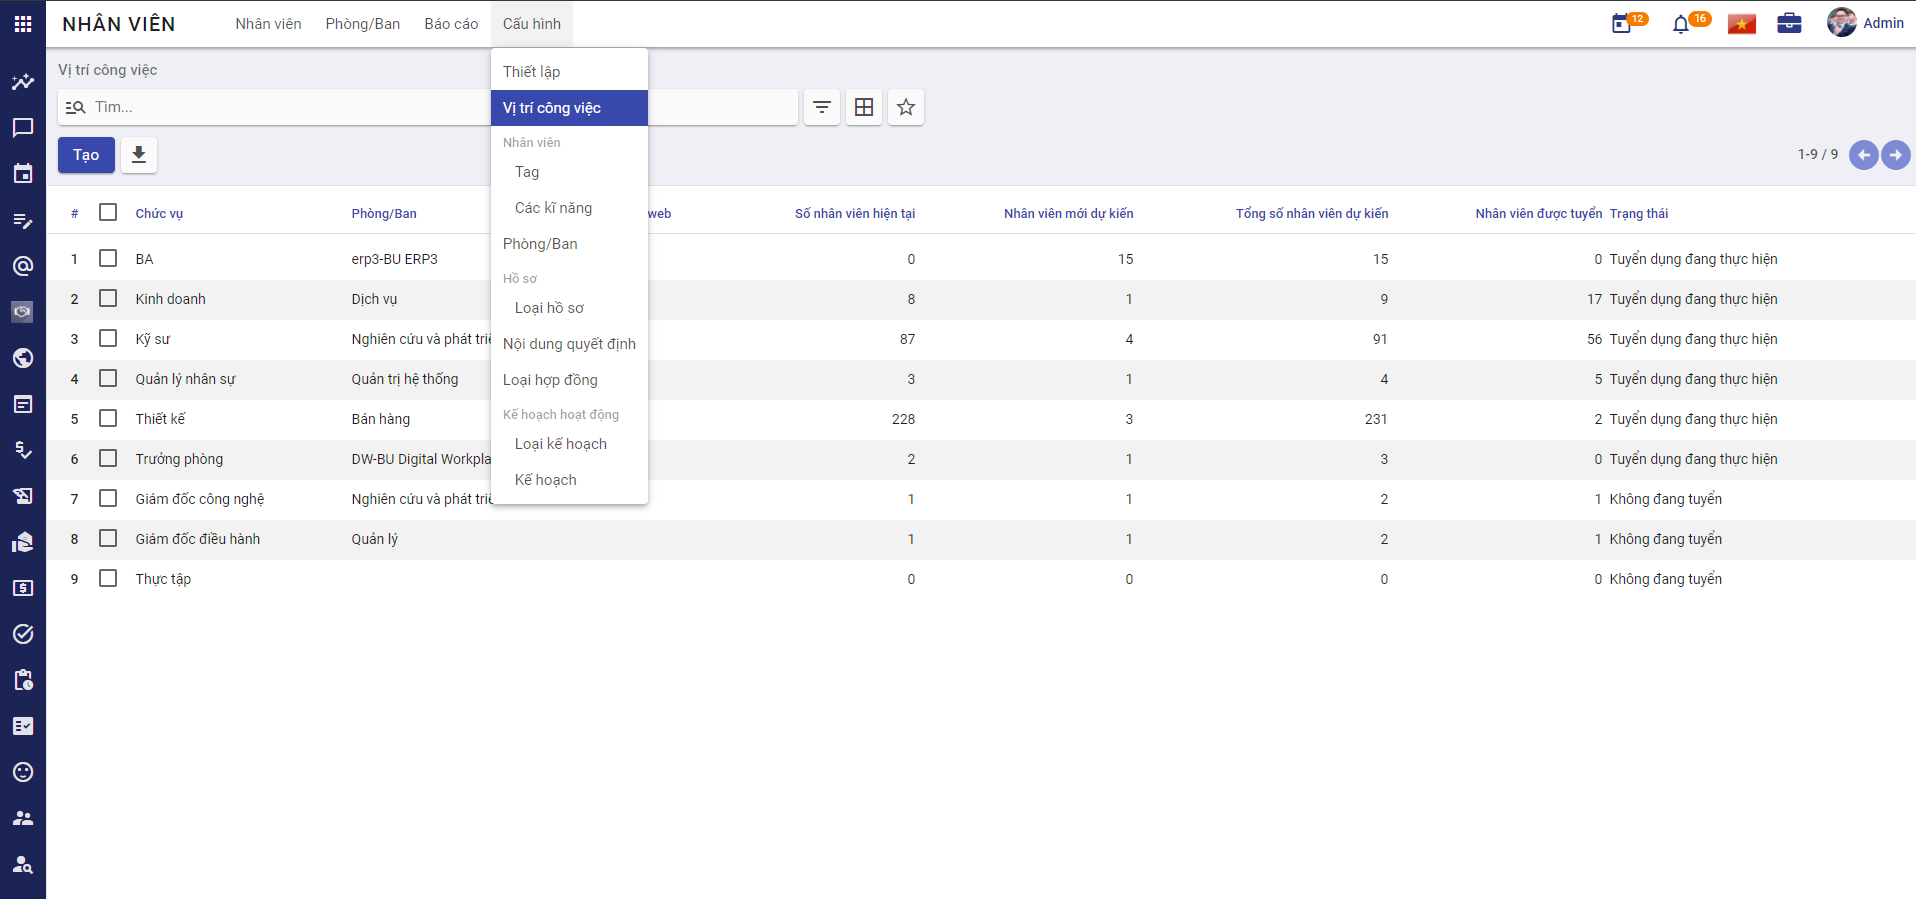 NHÂN VIÊN Nhân viên Phòng/Ban Báo cáo Cấu hình 12 16 Admin
Vị trí công việc
Tìm...
Tạo
1-9 / 9
Thiết lập
Vị trí công việc
Nhân viên
Tag
Các kĩ năng
Phòng/Ban
Hồ sơ
Loại hồ sơ
Nội dung quyết định
Loại hợp đồng
Kế hoạch hoạt động
Loại kế hoạch
Kế hoạch
# Chức vụ Phòng/Ban web Số nhân viên hiện tại Nhân viên mới dự kiến Tổng số nhân viên dự kiến Nhân viên được tuyển Trạng thái
1 BA erp3-BU ERP3 0 15 15 0 Tuyển dụng đang thực hiện
2 Kinh doanh Dịch vụ 8 1 9 17 Tuyển dụng đang thực hiện
3 Kỹ sư Nghiên cứu và phát triể 87 4 91 56 Tuyển dụng đang thực hiện
4 Quản lý nhân sự Quản trị hệ thống 3 1 4 5 Tuyển dụng đang thực hiện
5 Thiết kế Bán hàng 228 3 231 2 Tuyển dụng đang thực hiện
6 Trưởng phòng DW-BU Digital Workpla 2 1 3 0 Tuyển dụng đang thực hiện
7 Giám đốc công nghệ Nghiên cứu và phát triể 1 1 2 1 Không đang tuyển
8 Giám đốc điều hành Quản lý 1 1 2 1 Không đang tuyển
9 Thực tập 0 0 0 0 Không đang tuyển